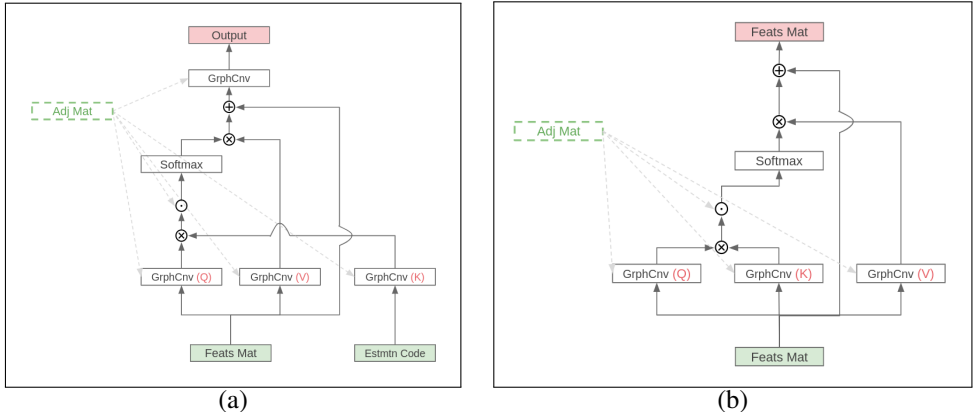 Output
GrphCnv
Adj Mat
Softmax
GrphCnv (Q)
GrphCnv (V)
GrphCnv (K)
Feats Mat
Estmtn Code
(a)
Feats Mat
Adj Mat
Softmax
GrphCnv (Q)
GrphCnv (K)
GrphCnv (V)
Feats Mat
(b)